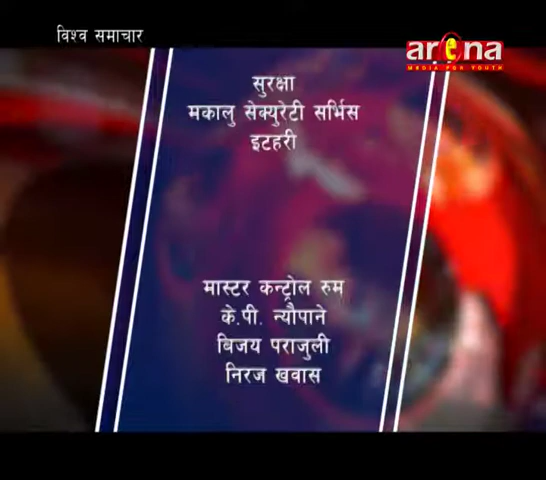 विश्व समाचार
arena
MEDIA FOR YOUTH
सुरक्षा
मकालु सेक्युरेटी सर्भिस
इटहरी
मास्टर कन्ट्रोल रुम
के.पी. न्यौपाने
बिजय पराजुली
निरज खवास